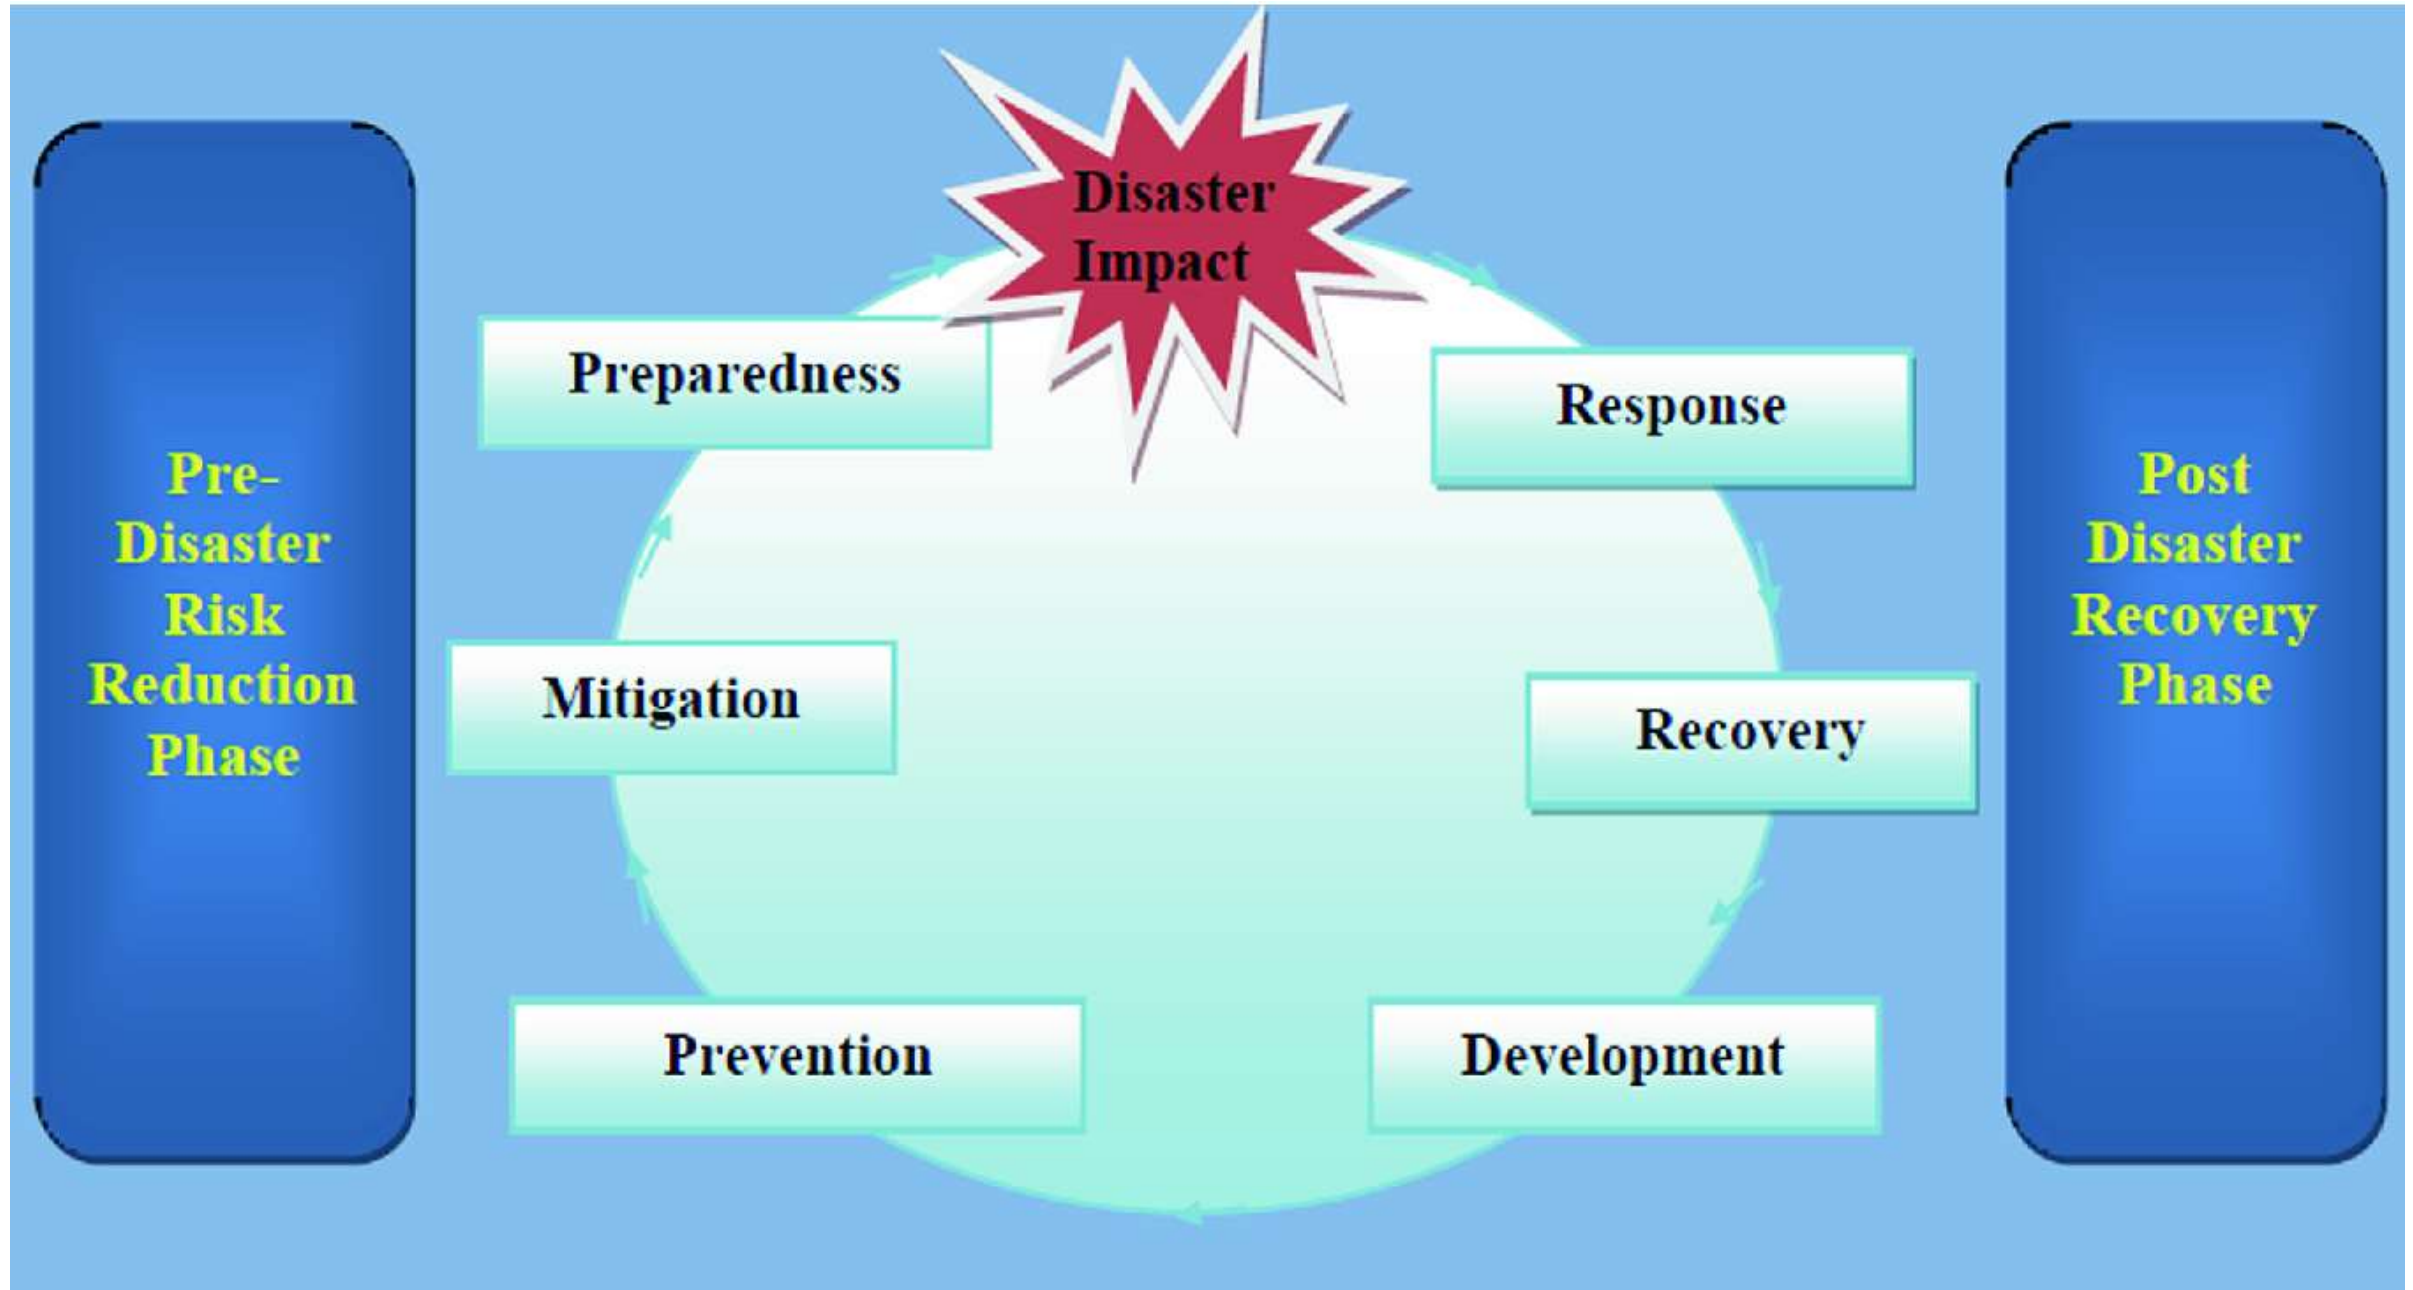 Disaster
Impact
Preparedness
Response
Pre-
Disaster
Risk
Reduction
Phase
Post
Disaster
Recovery
Phase
Mitigation
Recovery
Prevention
Development